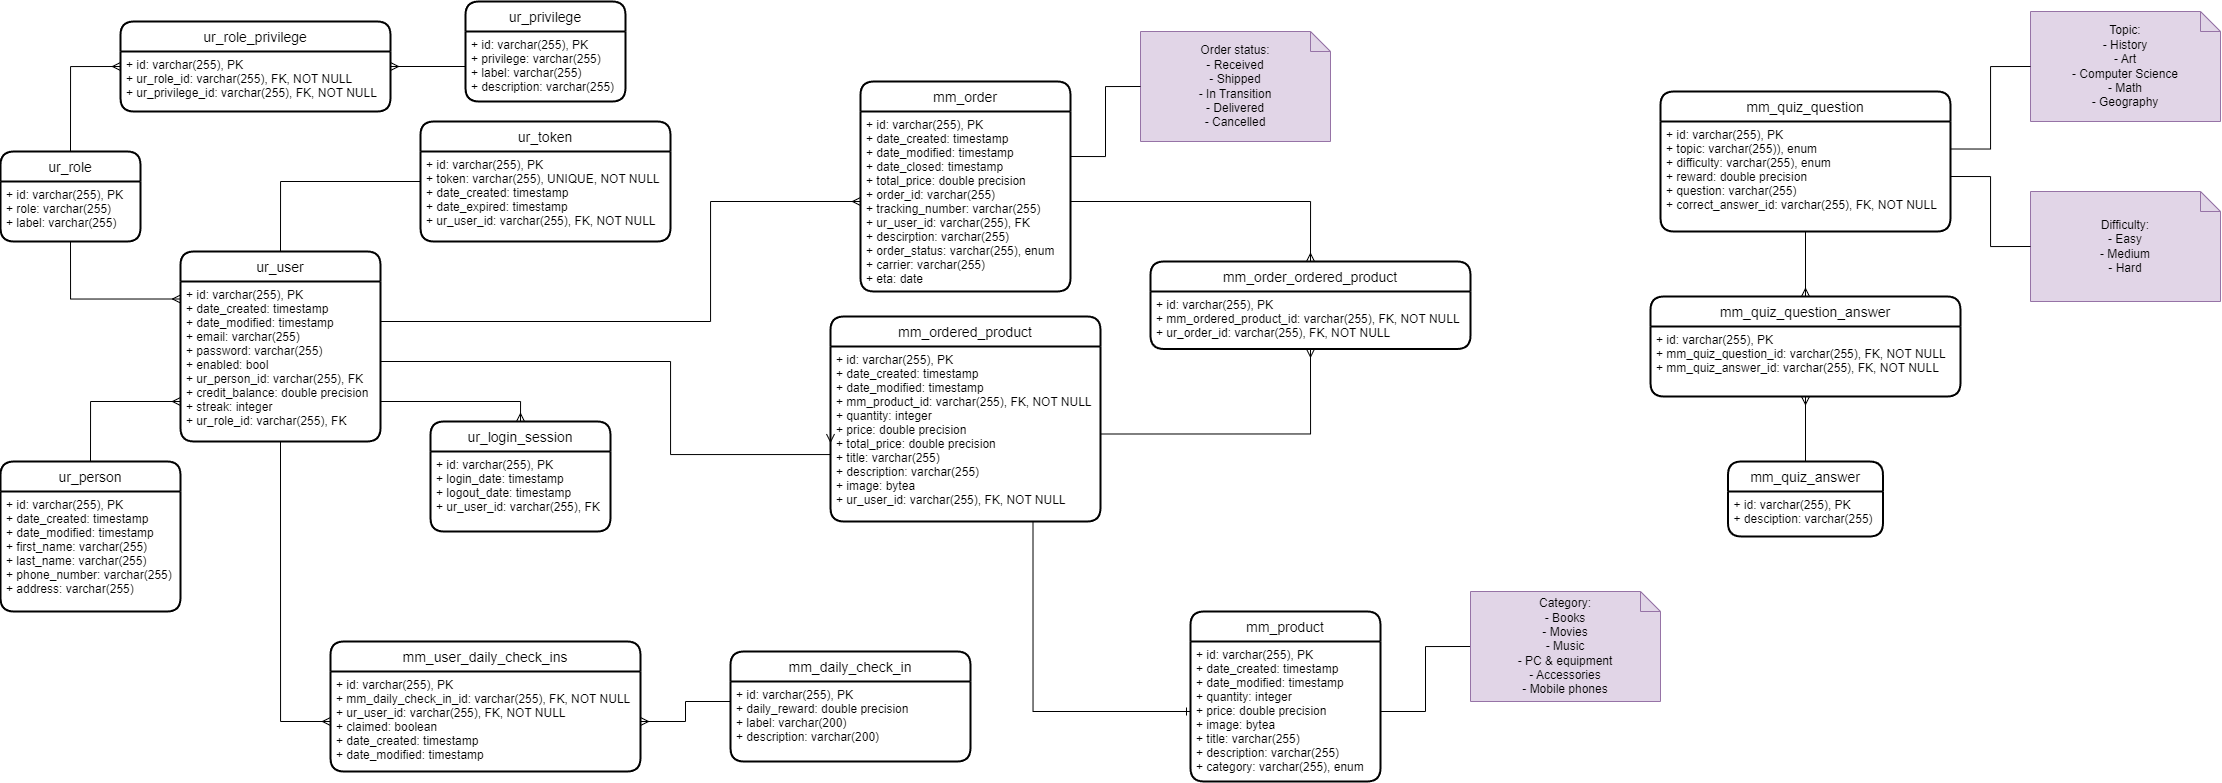 ur_privilege
+ id: varchar(255), PK
+ privilege: varchar(255)
+ label: varchar(255)
+ description: varchar(255)
ur_role_privilege
+ id: varchar(255), PK
+ ur_role_id: varchar(255), FK, NOT NULL
+ ur_privilege_id: varchar(255), FK, NOT NULL
ur_role
+ id: varchar(255), PK
+ role: varchar(255)
+ label: varchar(255)
ur_token
+ id: varchar(255), PK
+ token: varchar(255), UNIQUE, NOT NULL
+ date_created: timestamp
+ date_expired: timestamp
+ ur_user_id: varchar(255), FK, NOT NULL
ur_user
+ id: varchar(255), PK
+ date_created: timestamp
+ date_modified: timestamp
+ email: varchar(255)
+ password: varchar(255)
+ enabled: bool
+ ur_person_id: varchar(255), FK
+ credit_balance: double precision
+ streak: integer
+ ur_role_id: varchar(255), FK
ur_login_session
+ id: varchar(255), PK
+ login_date: timestamp
+ logout_date: timestamp
+ ur_user_id: varchar(255), FK
ur_person
+ id: varchar(255), PK
+ date_created: timestamp
+ date_modified: timestamp
+ first_name: varchar(255)
+ last_name: varchar(255)
+ phone_number: varchar(255)
+ address: varchar(255)
mm_user_daily_check_ins
+ id: varchar(255), PK
+ mm_daily_check_in_id: varchar(255), FK, NOT NULL
+ ur_user_id: varchar(255), FK, NOT NULL
+ claimed: boolean
+ date_created: timestamp
+ date_modified: timestamp
mm_daily_check_in
+ id: varchar(255), PK
+ daily_reward: double precision
+ label: varchar(200)
+ description: varchar(200)
mm_order
+ id: varchar(255), PK
+ date_created: timestamp
+ date_modified: timestamp
+ date_closed: timestamp
+ total_price: double precision
+ order_id: varchar(255)
+ tracking_number: varchar(255)
+ ur_user_id: varchar(255), FK
+ descirption: varchar(255)
+ order_status: varchar(255), enum
+ carrier: varchar(255)
+ eta: date
Order status:
- Received
- Shipped
- In Transition
- Delivered
- Cancelled
mm_order_ordered_product
+ id: varchar(255), PK
+ mm_ordered_product_id: varchar(255), FK, NOT NULL
+ ur_order_id: varchar(255), FK, NOT NULL
mm_ordered_product
+ id: varchar(255), PK
+ date_created: timestamp
+ date_modified: timestamp
+ mm_product_id: varchar(255), FK, NOT NULL
+ quantity: integer
+ price: double precision
+ total_price: double precision
+ title: varchar(255)
+ description: varchar(255)
+ image: bytea
+ ur_user_id: varchar(255), FK, NOT NULL
mm_product
+ id: varchar(255), PK
+ date_created: timestamp
+ date_modified: timestamp
+ quantity: integer
+ price: double precision
+ image: bytea
+ title: varchar(255)
+ description: varchar(255)
+ category: varchar(255), enum
Category:
- Books
- Movies
- Music
- PC & equipment
- Accessories
- Mobile phones
mm_quiz_question
+ id: varchar(255), PK
+ topic: varchar(255)), enum
+ difficulty: varchar(255), enum
+ reward: double precision
+ question: varchar(255)
+ correct_answer_id: varchar(255), FK, NOT NULL
Topic:
- History
- Art
- Computer Science
- Math
- Geography
Difficulty:
- Easy
- Medium
- Hard
mm_quiz_question_answer
+ id: varchar(255), PK
+ mm_quiz_question_id: varchar(255), FK, NOT NULL
+ mm_quiz_answer_id: varchar(255), FK, NOT NULL
mm_quiz_answer
+ id: varchar(255), PK
+ desciption: varchar(255)